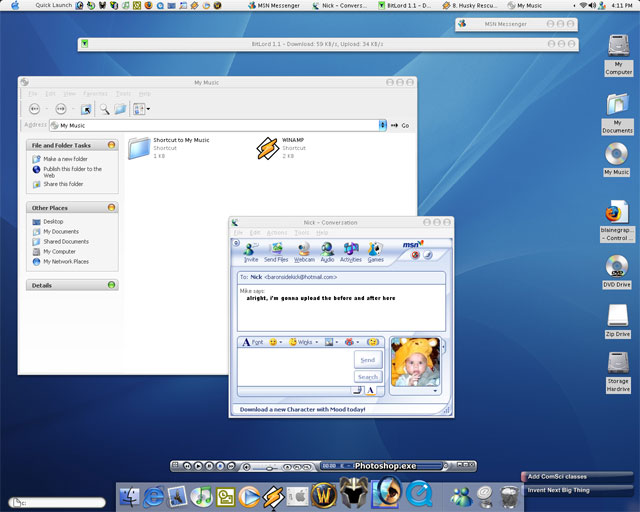 Quick Launch
MSN Messenger
Nick - Convers...
BitLord 1.1 - D...
8. Husky Rescu...
My Music
4:11 PM
MSN Messenger
BitLord 1.1 - Download: 59 KB/s, Upload: 34 KB/s
My Music
File Edit View Favorites Tools Help
Address My Music Go
File and Folder Tasks
Make a new folder
Publish this folder to the
Web
Share this folder
Other Places
Desktop
My Documents
Shared Documents
My Computer
My Network Places
Details
Shortcut to My Music
Shortcut
1 KB
WINAMP
Shortcut
2 KB
Nick - Conversation
File Edit Actions Tools Help
Invite Send Files Webcam Audio Activities Games
msn
To: Nick <baronsidekick@hotmail.com>
Mike says:
alright, i'm gonna upload the before and after here
Font Winks
Send
Search
Download a new Character with Mood today!
My
Computer
My
Documents
My Music
blainegrap...
- Control ...
DVD Drive
Zip Drive
Storage
Hardrive
Photoshop.exe
Add ComSci classes
Invent Next Big Thing